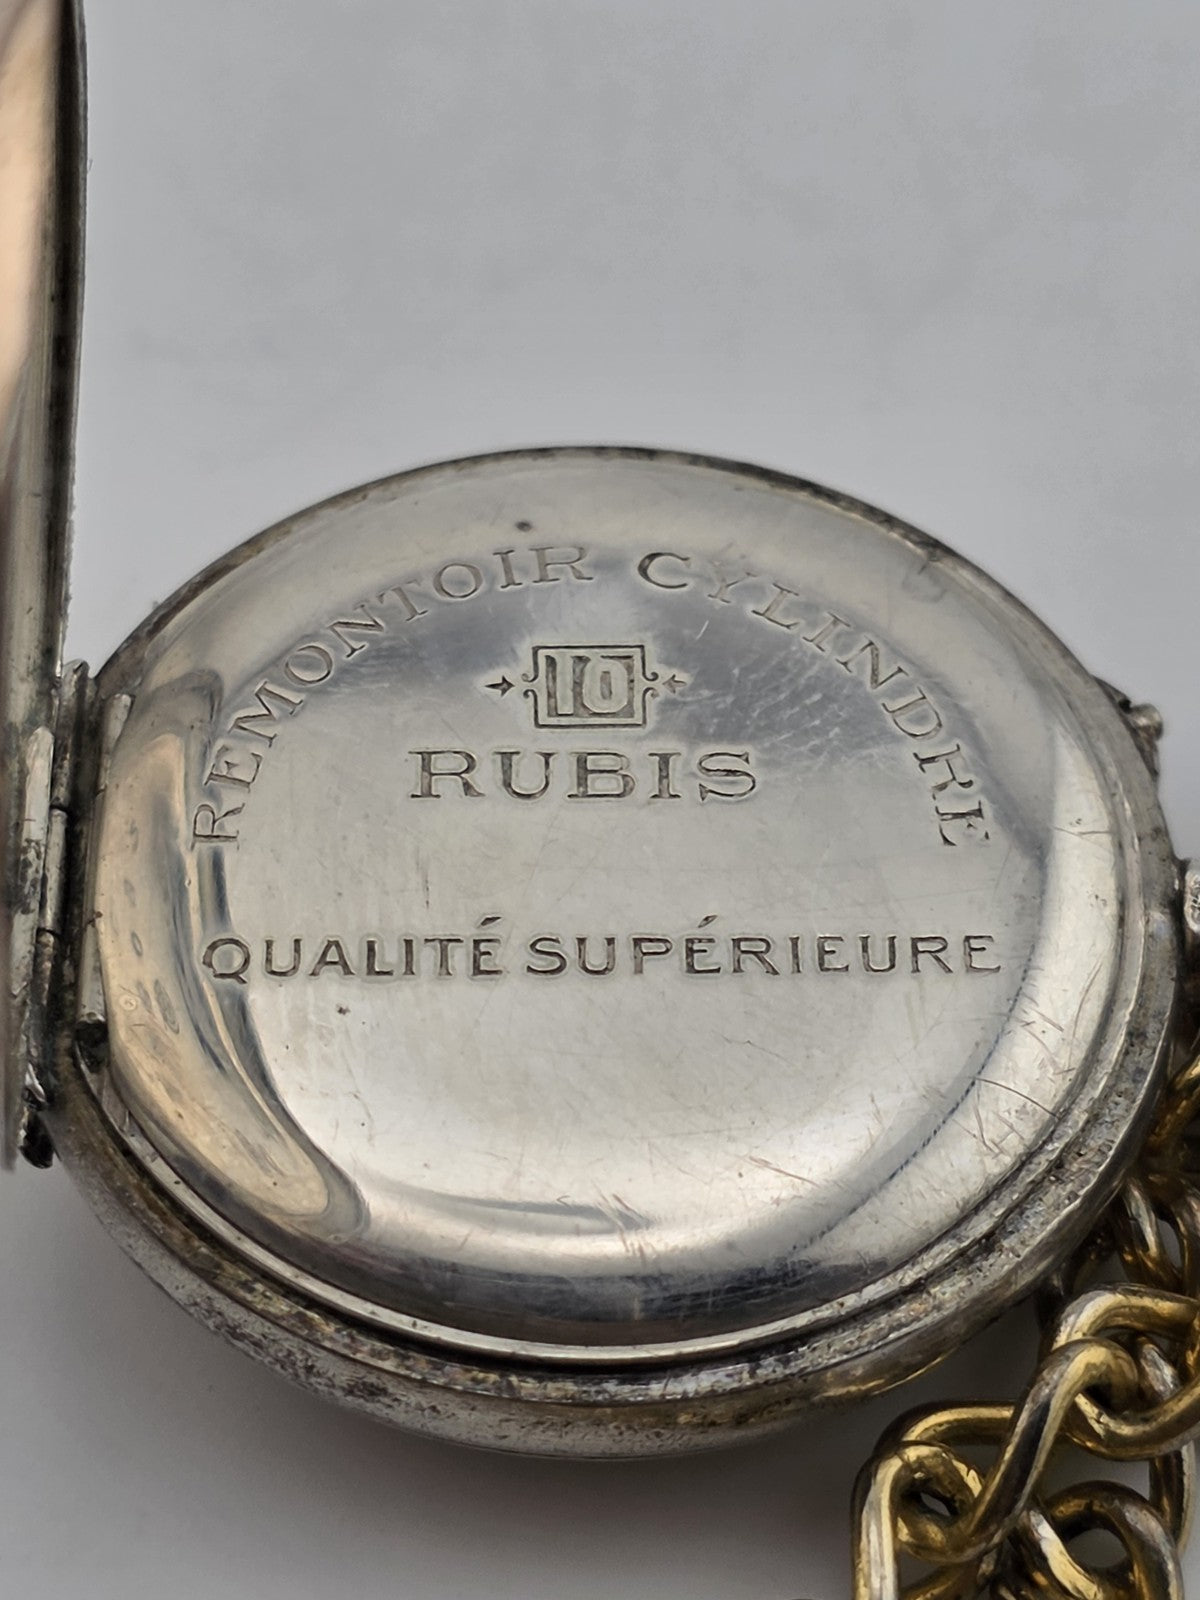 REMONTOIR CYLINDRE
10
RUBIS
QUALITÉ SUPÉRIEURE